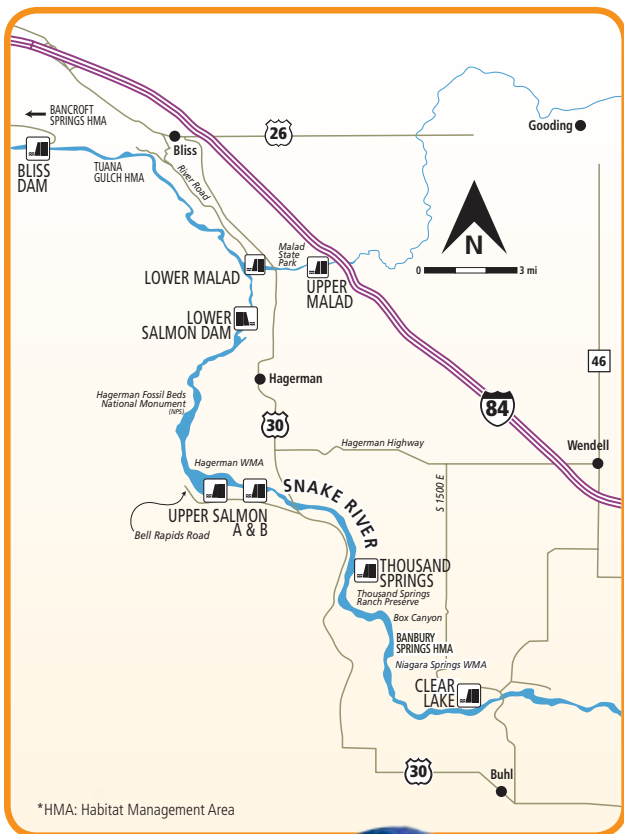 BANCROFT
SPRINGS HMA
26
Gooding
Bliss
BLISS
DAM
TUANA
GULCH HMA
River Road
N
0 3 mi
Malad
State
Park
LOWER MALAD
UPPER
MALAD
LOWER
SALMON DAM
46
Hagerman
Hagerman Fossil Beds
National Monument
(NPS)
84
30
Hagerman Highway
Wendell
Hagerman WMA
S 1500 E
SNAKE RIVER
UPPER SALMON
A & B
Bell Rapids Road
THOUSAND
SPRINGS
Thousand Springs
Ranch Preserve
Box Canyon
BANBURY
SPRINGS HMA
Niagara Springs WMA
CLEAR
LAKE
30
Buhl
*HMA: Habitat Management Area